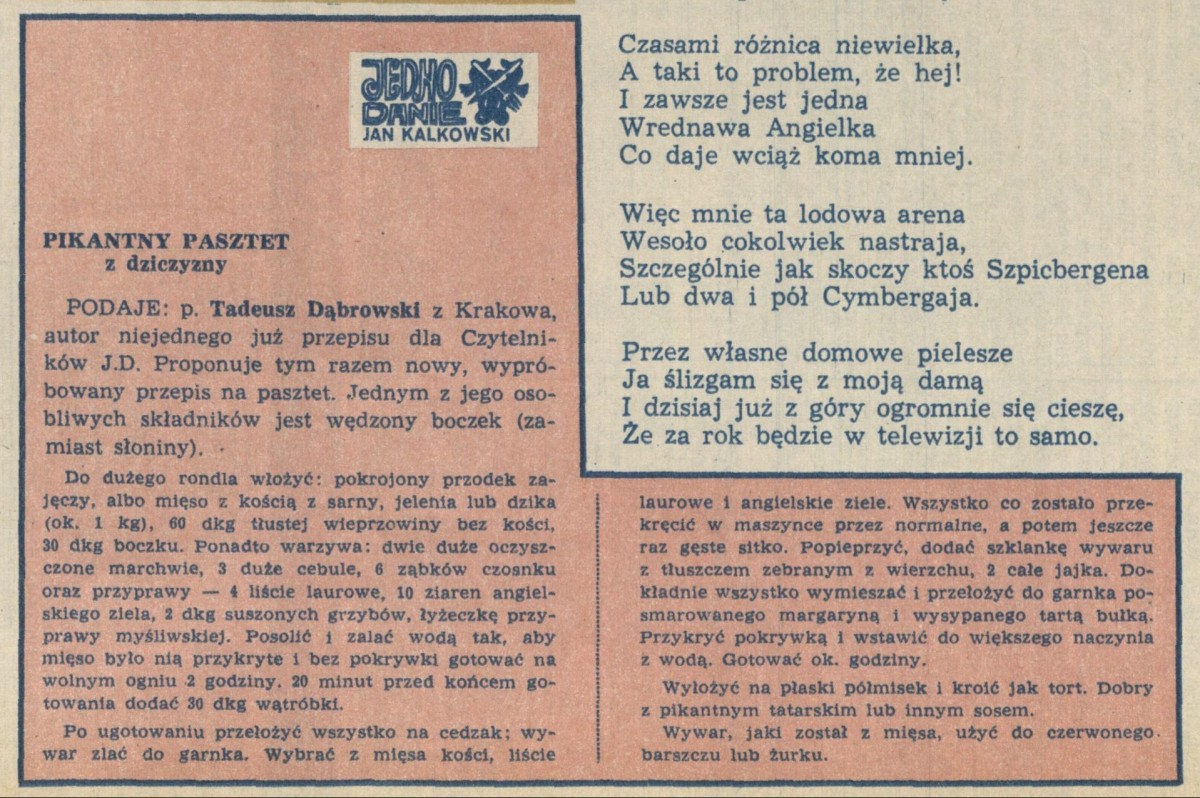 JEDNO
DANIE
JAN KALKOWSKI
PIKANTNY PASZTET
z dziczyzny
PODAJE: p. Tadeusz Dąbrowski z Krakowa,
autor niejednego już przepisu dla Czytelni-
ków J.D. Proponuje tym razem nowy, wypró-
bowany przepis na pasztet. Jednym z jego oso-
bliwych składników jest wędzony boczek (za-
miast słoniny).
Do dużego rondla włożyć: pokrojony przodek za-
jęczy, albo mięso z kością z sarny, jelenia lub dzika
(ok. 1 kg), 60 dkg tłustej wieprzowiny bez kości,
30 dkg boczku. Ponadto warzywa: dwie duże oczysz-
czone marchwie, 3 duże cebule, 6 ząbków czosnku
oraz przyprawy — 4 liście laurowe, 10 ziaren angiel-
skiego ziela, 2 dkg suszonych grzybów, łyżeczkę przy-
prawy myśliwskiej. Posolić i zalać wodą tak, aby
mięso było nią przykryte i bez pokrywki gotować na
wolnym ogniu 2 godziny. 20 minut przed końcem go-
towania dodać 30 dkg wątróbki.
Po ugotowaniu przełożyć wszystko na cedzak; wy-
war zlać do garnka. Wybrać z mięsa kości, liście
laurowe i angielskie ziele. Wszystko co zostało prze-
kręcić w maszynce przez normalne, a potem jeszcze
raz gęste sitko. Popieprzyć, dodać szklankę wywaru
z tłuszczem zebranym z wierzchu, 2 całe jajka. Do-
kładnie wszystko wymieszać i przełożyć do garnka po-
smarowanego margaryną i wysypanego tartą bułką.
Przykryć pokrywką i wstawić do większego naczynia
z wodą. Gotować ok. godziny.
Wyłożyć na płaski półmisek i kroić jak tort. Dobry
z pikantnym tatarskim lub innym sosem.
Wywar, jaki został z mięsa, użyć do czerwonego
barszczu lub żurku.
Czasami różnica niewielka,
A taki to problem, że hej!
I zawsze jest jedna
Wrednawa Angielka
Co daje wciąż koma mniej.
Więc mnie ta lodowa arena
Wesoło cokolwiek nastraja,
Szczególnie jak skoczy ktoś Szpicbergena
Lub dwa i pół Cymbergaja.
Przez własne domowe pielesze
Ja ślizgam się z moją damą
I dzisiaj już z góry ogromnie się cieszę,
Że za rok będzie w telewizji to samo.